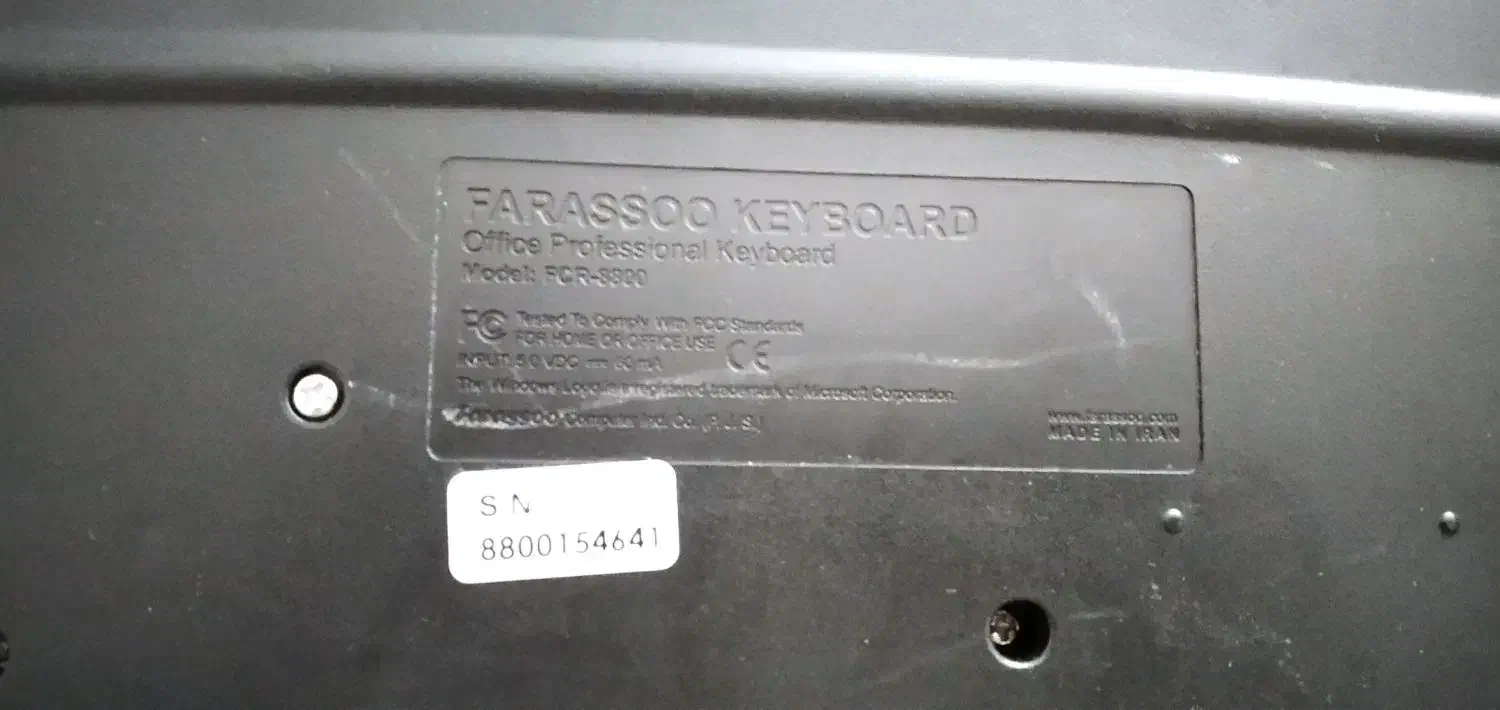 FARASSOO KEYBOARD
Office Professional Keyboard
Model: FCR-8800
FC Tested To Comply With FCC Standards
FOR HOME OR OFFICE USE CE
INPUT: 5.0 VDC
The Windows Logo is a registered trademark of Microsoft Corporation.
Farassoo Computer Ind. Co. (P. J. S.)
www.farassoo.com
MADE IN IRAN
S N
8800154641